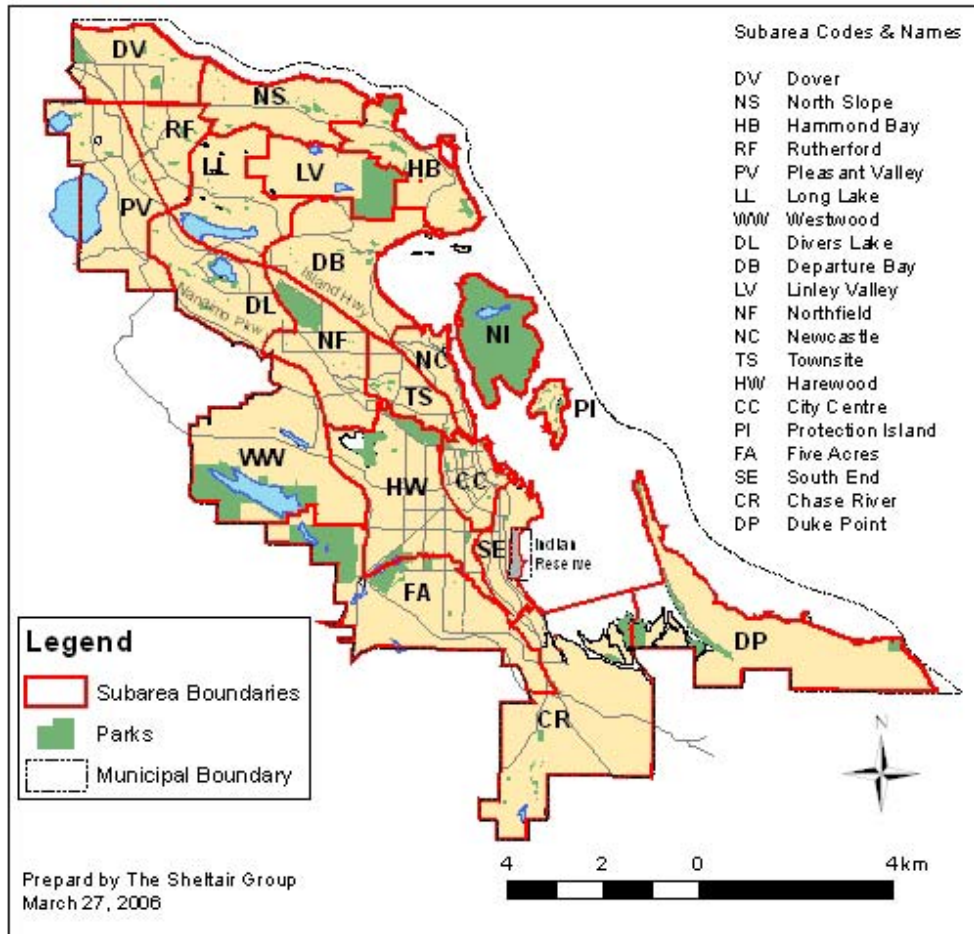 Subarea Codes & Names
DV Dover
NS North Slope
HB Hammond Bay
RF Rutherford
PV Pleasant Valley
LL Long Lake
WW Westwood
DL Divers Lake
DB Departure Bay
LV Linley Valley
NF Northfield
NC Newcastle
TS Townsite
HW Harewood
CC City Centre
PI Protection Island
FA Five Acres
SE South End
CR Chase River
DP Duke Point
DV
NS
RF
LL
LV
HB
PV
DB
Island Hwy
DL
Nanaimo Pkwy
NF
NC
NI
TS
PI
WW
HW
CC
SE
Indian
Reserve
FA
DP
CR
Legend
Subarea Boundaries
Parks
Municipal Boundary
N
4 2 0 4km
Prepard by The Sheltair Group
March 27, 2006